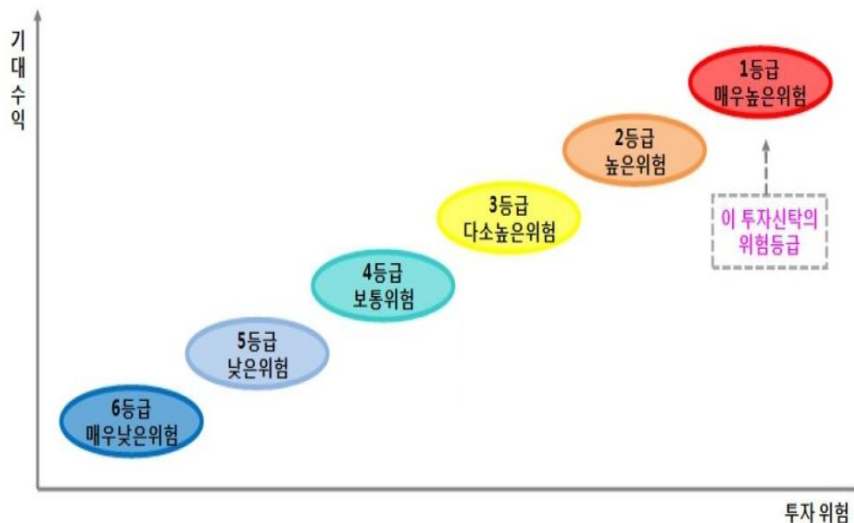 기대수익
1등급
매우높은위험
2등급
높은위험
이 투자신탁의
위험등급
3등급
다소높은위험
4등급
보통위험
5등급
낮은위험
6등급
매우낮은위험
투자 위험